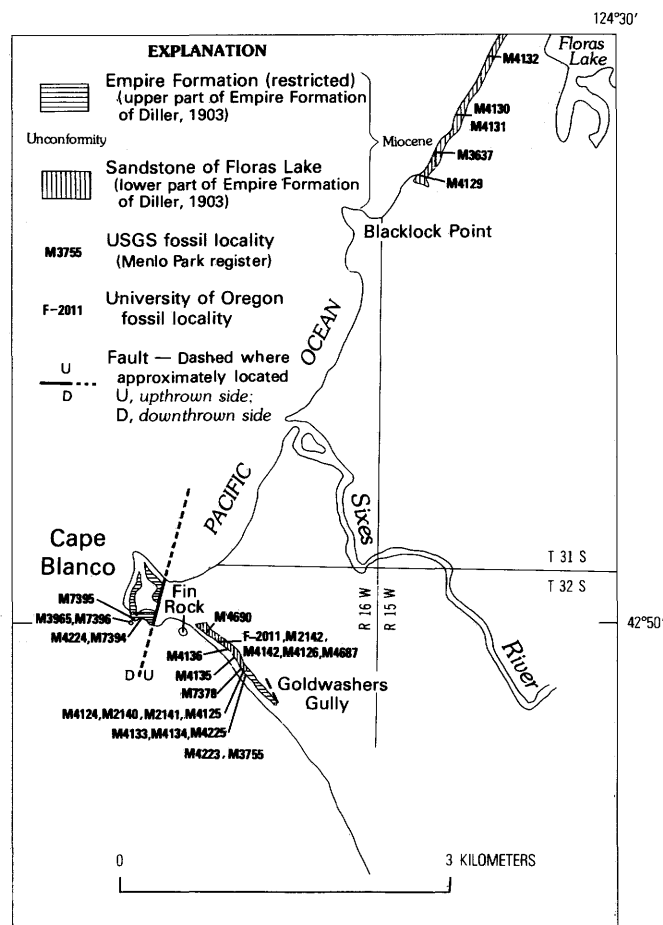 124°30′
EXPLANATION
Empire Formation (restricted)
(upper part of Empire Formation
of Diller, 1903)
Unconformity
Miocene
Sandstone of Floras Lake
(lower part of Empire Formation
of Diller, 1903)
M3755
USGS fossil locality
(Menlo Park register)
F-2011
University of Oregon
fossil locality
U
D
Fault — Dashed where
approximately located
U, upthrown side;
D, downthrown side
Floras
Lake
M4132
M4130
M4131
M3637
M4129
Blacklock Point
PACIFIC OCEAN
Sixes River
T 31 S
T 32 S
R 16 W
R 15 W
42°50′
Cape
Blanco
Fin
Rock
M7395
M3965, M7396
M4224, M7394
D U
M4690
F-2011, M2142,
M4142, M4126, M4687
M4136
M4135
M7378
Goldwashers
Gully
M4124, M2140, M2141, M4125
M4133, M4134, M4225
M4223, M3755
0 3 KILOMETERS